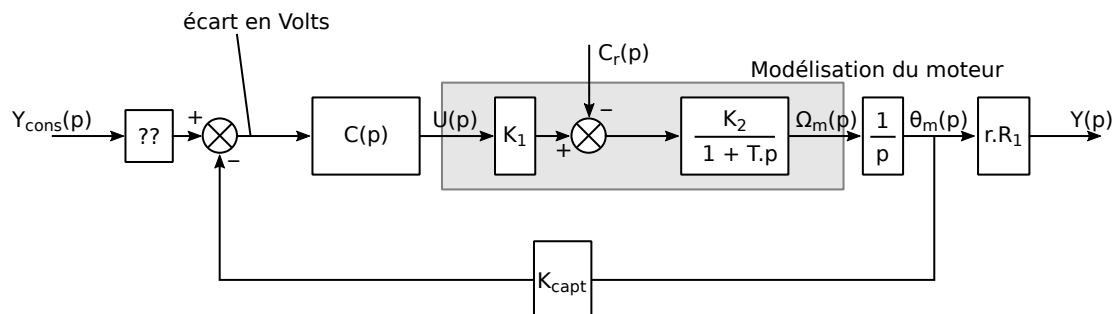 écart en Volts
C_r(p)
Modélisation du moteur
Y_cons(p)
+
??
−
C(p)
U(p)
K_1
+
−
K_2
1 + T.p
Ω_m(p)
1
p
θ_m(p)
r.R_1
Y(p)
K_capt